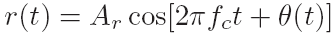 r(t) = A_r cos[2πf_c t + θ(t)]